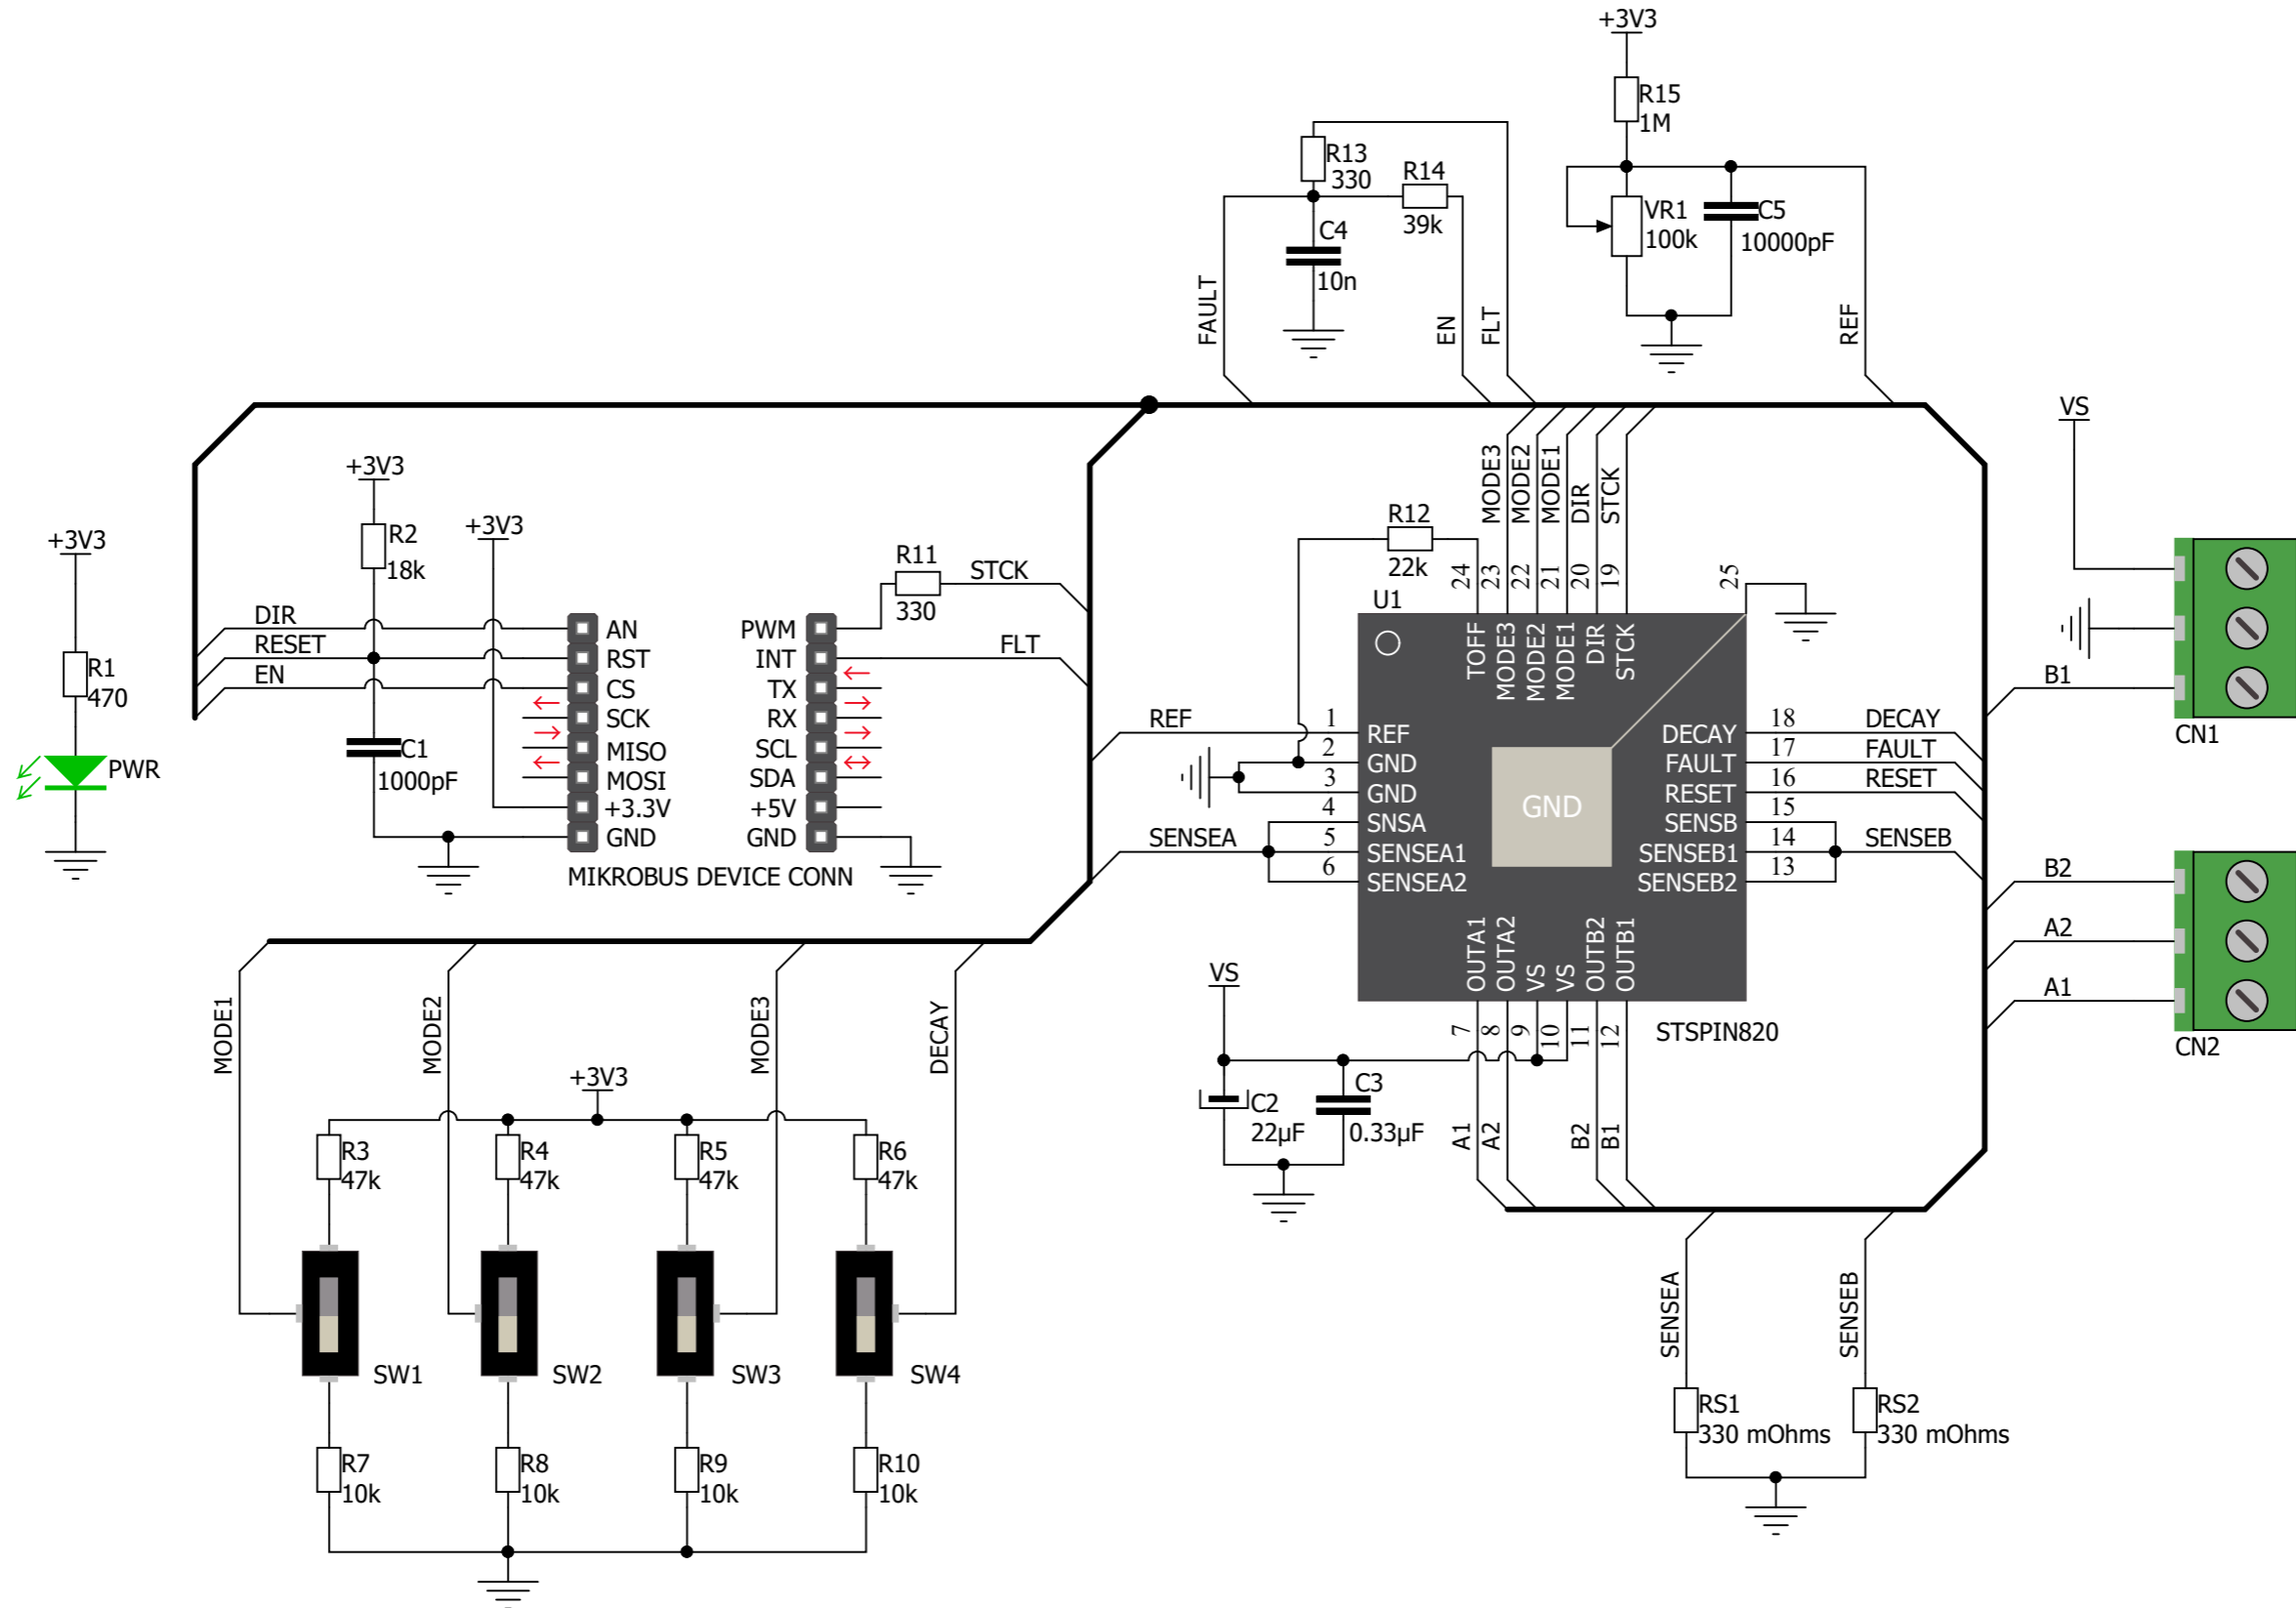 +3V3
R15
1M
VR1
100k
C5
10000pF
REF
R13
330
R14
39k
C4
10n
FAULT
EN
FLT
+3V3
R1
470
PWR
+3V3
R2
18k
+3V3
DIR
RESET
EN
C1
1000pF
AN
RST
CS
SCK
MISO
MOSI
+3.3V
GND
PWM
INT
TX
RX
SCL
SDA
+5V
GND
MIKROBUS DEVICE CONN
R11
330
STCK
FLT
MODE3
MODE2
MODE1
DIR
STCK
R12
22k
24
23
22
21
20
19
25
U1
TOFF
MODE3
MODE2
MODE1
DIR
STCK
REF
SENSEA
1
2
3
4
5
6
REF
GND
GND
SNSA
SENSEA1
SENSEA2
GND
DECAY
FAULT
RESET
SENSB
SENSEB1
SENSEB2
18
17
16
15
14
13
DECAY
FAULT
RESET
SENSEB
OUTA1
OUTA2
VS
VS
OUTB2
OUTB1
7
8
9
10
11
12
STSPIN820
VS
C2
22µF
C3
0.33µF
A1
A2
B2
B1
VS
B1
CN1
B2
A2
A1
CN2
MODE1
MODE2
MODE3
DECAY
+3V3
R3
47k
R4
47k
R5
47k
R6
47k
SW1
SW2
SW3
SW4
R7
10k
R8
10k
R9
10k
R10
10k
SENSEA
SENSEB
RS1
330 mOhms
RS2
330 mOhms